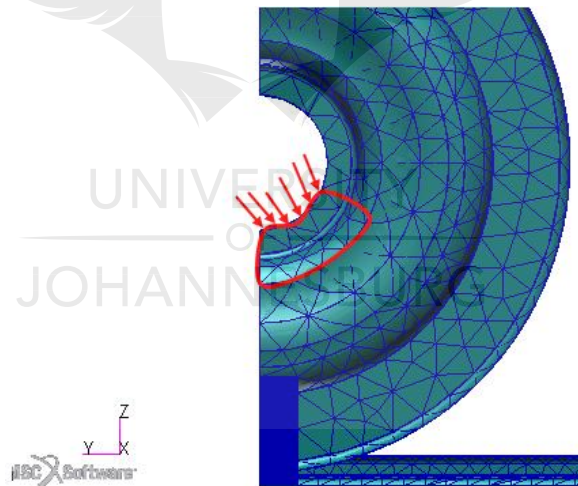 UNIVERSITY
OF
JOHANNESBURG
Z
Y X
MSC Software